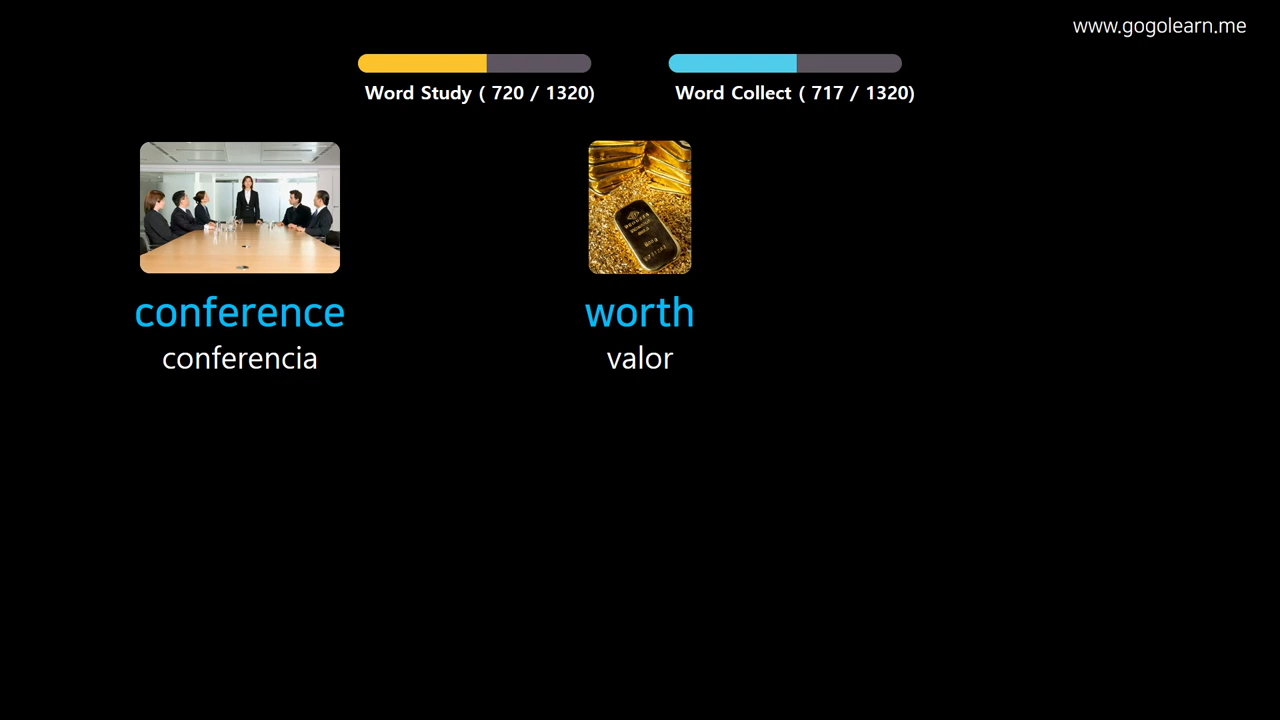 www.gogolearn.me
Word Study ( 720 / 1320)
Word Collect ( 717 / 1320)
conference
conferencia
worth
valor